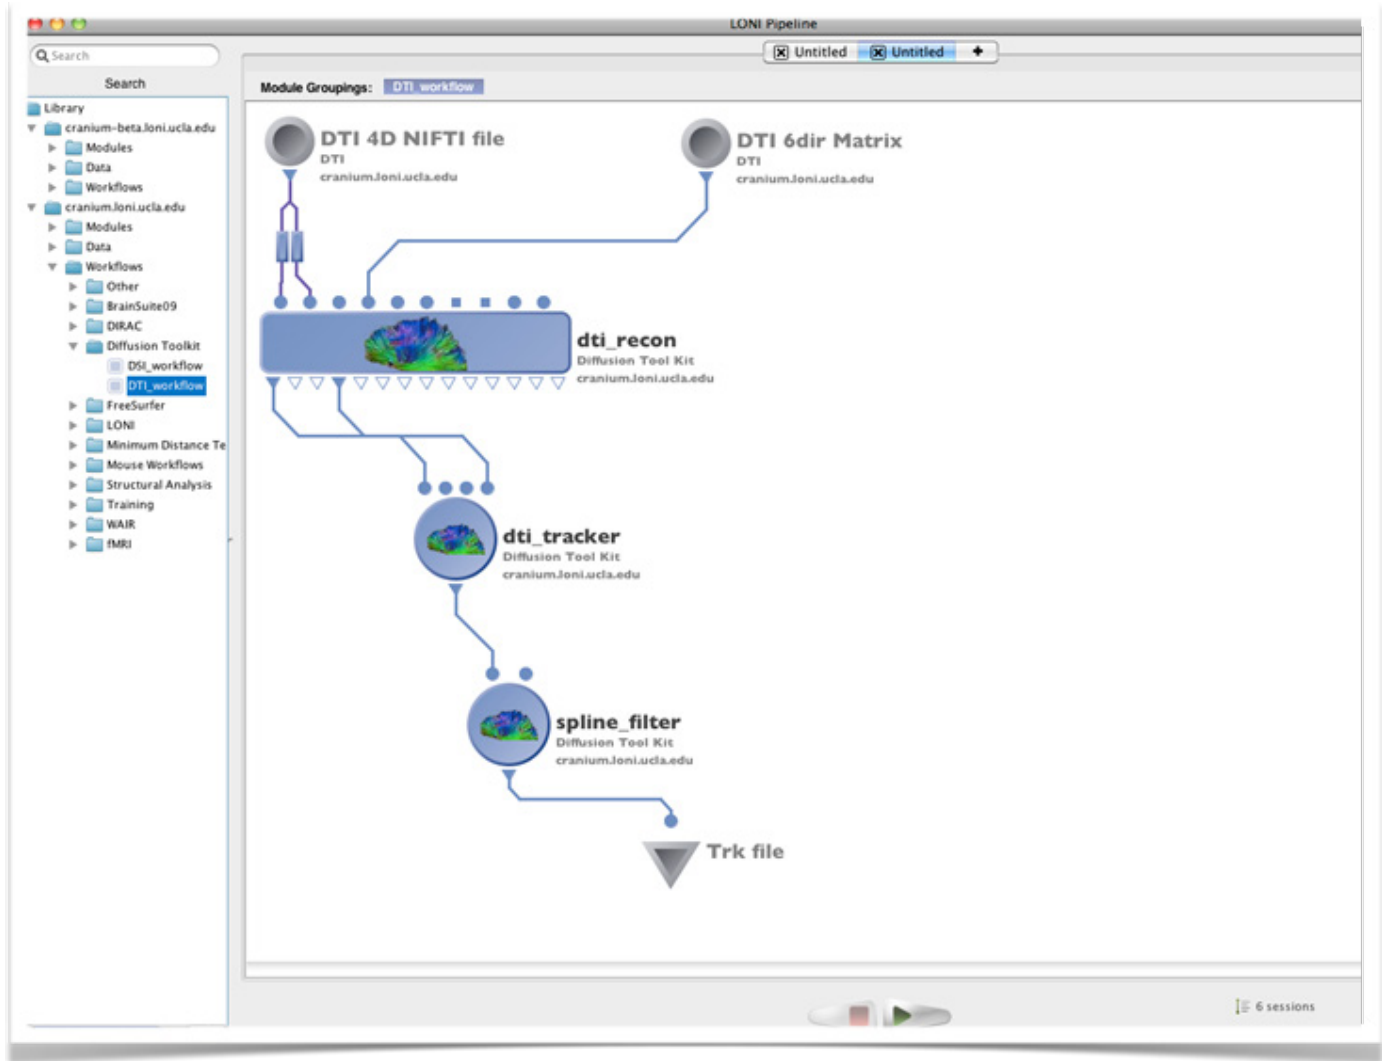 LONI Pipeline
Search
Untitled
Untitled
Search
Module Groupings: DTI_workflow
Library
cranium-beta.loni.ucla.edu
Modules
Data
Workflows
cranium.loni.ucla.edu
Modules
Data
Workflows
Other
BrainSuite09
DIRAC
Diffusion Toolkit
DSI_workflow
DTI_workflow
FreeSurfer
LONI
Minimum Distance Te
Mouse Workflows
Structural Analysis
Training
WAIR
fMRI
DTI 4D NIFTI file
DTI
cranium.loni.ucla.edu
DTI 6dir Matrix
DTI
cranium.loni.ucla.edu
dti_recon
Diffusion Tool Kit
cranium.loni.ucla.edu
dti_tracker
Diffusion Tool Kit
cranium.loni.ucla.edu
spline_filter
Diffusion Tool Kit
cranium.loni.ucla.edu
Trk file
6 sessions